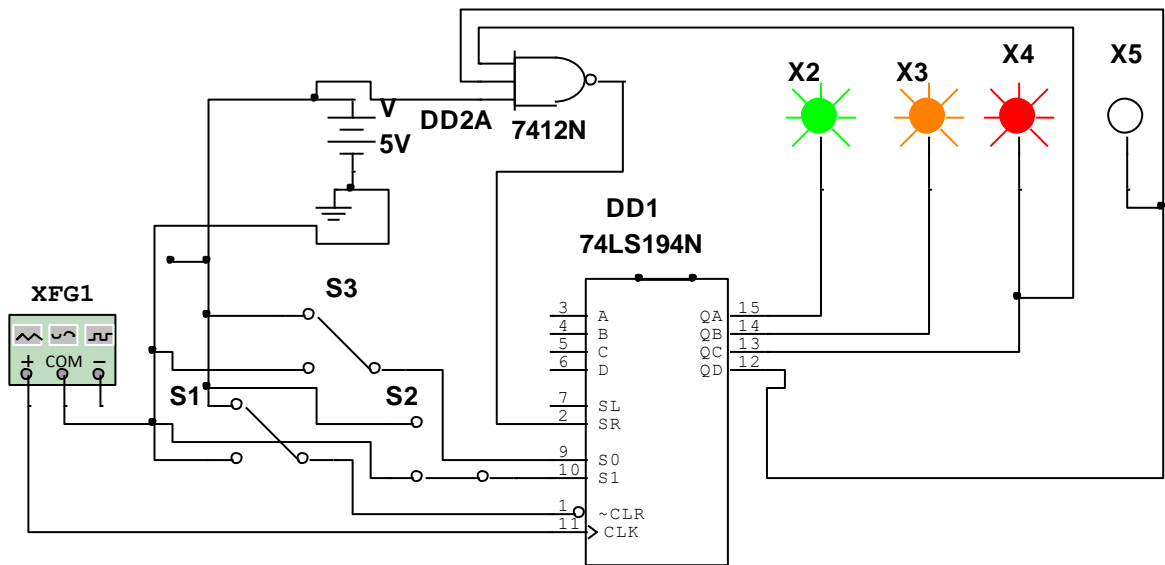 X2
X3
X4
X5
V
5V
DD2A
7412N
DD1
74LS194N
XFG1
+
COM
−
S3
S1
S2
3
A
4
B
5
C
6
D
7
SL
2
SR
9
S0
10
S1
1
~CLR
11
CLK
QA
15
QB
14
QC
13
QD
12